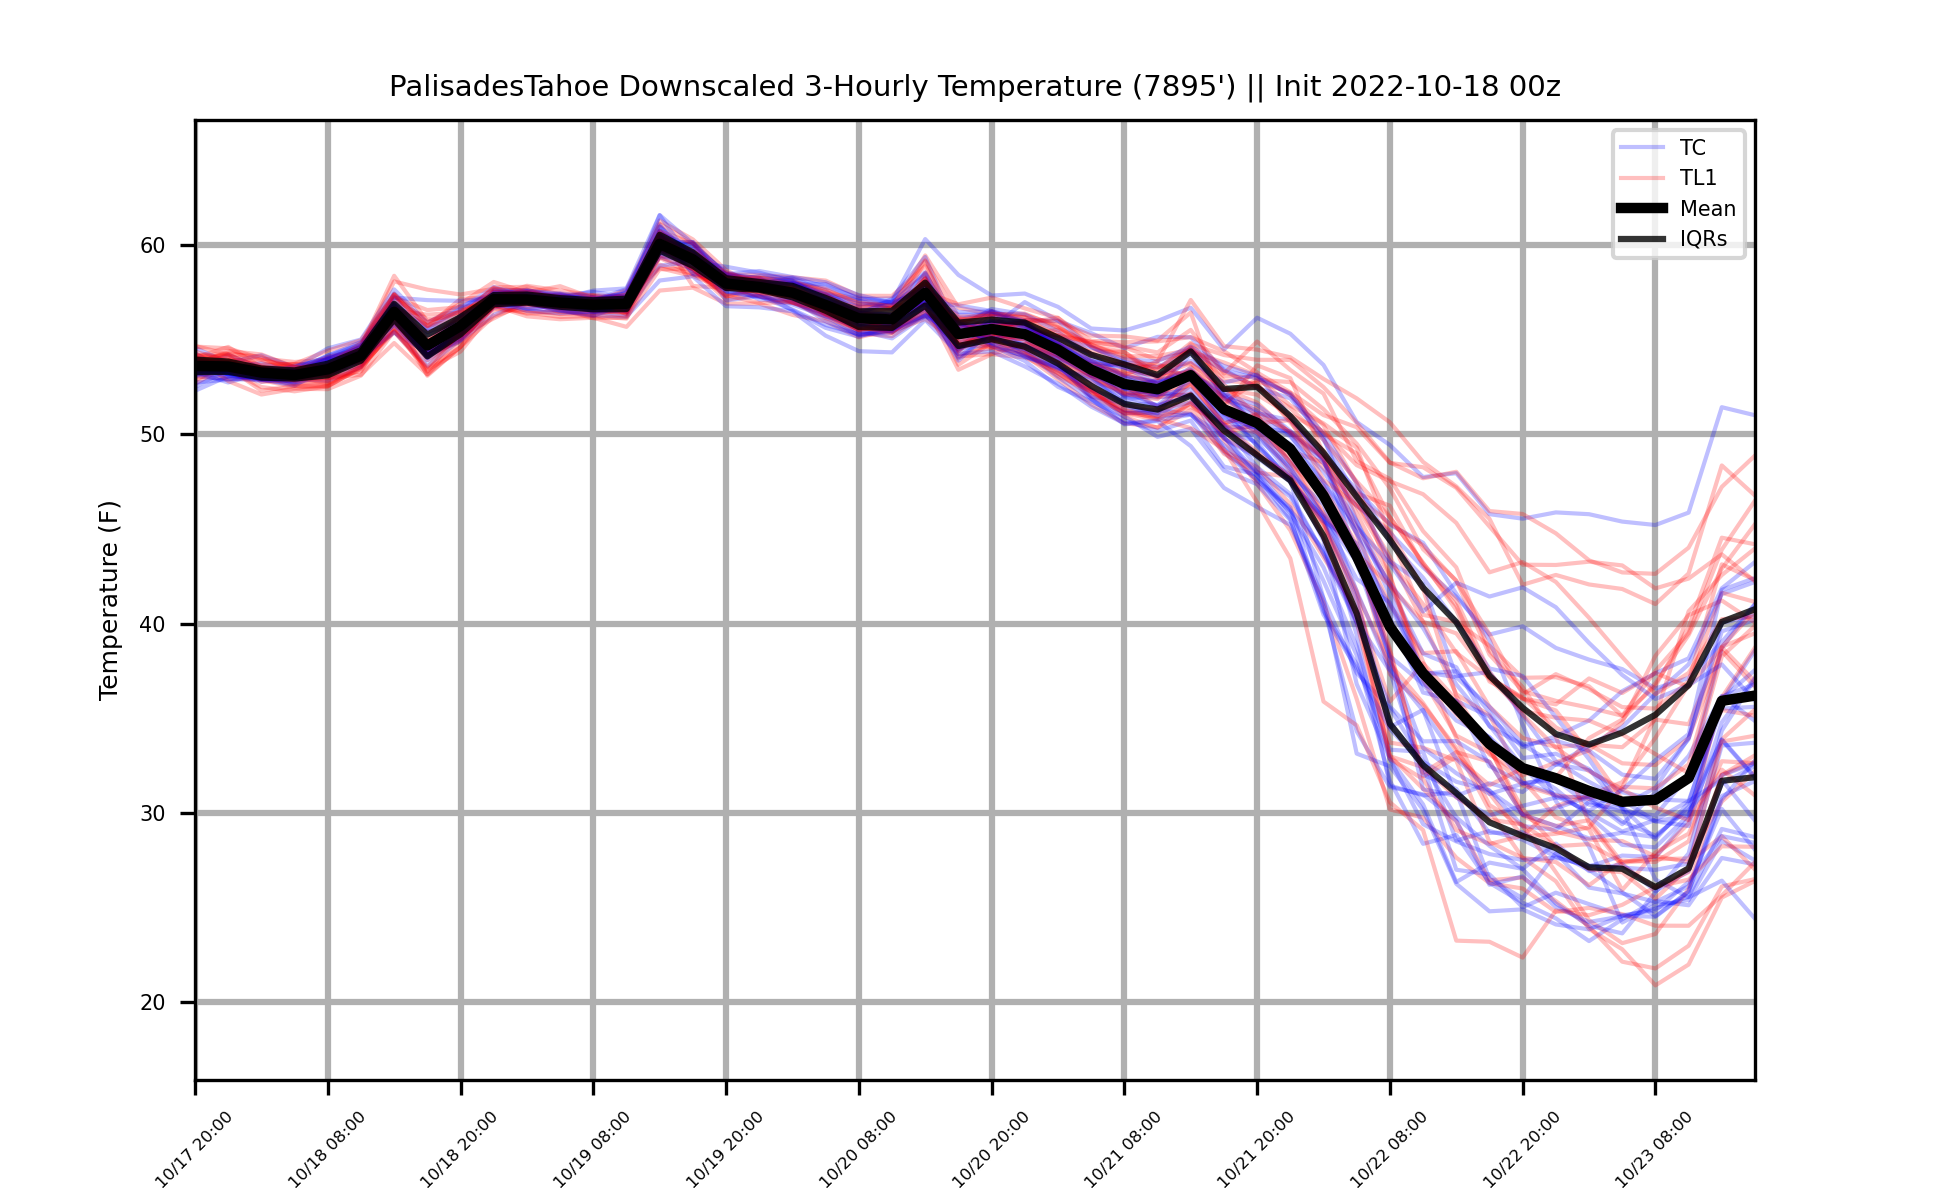 PalisadesTahoe Downscaled 3-Hourly Temperature (7895') || Init 2022-10-18 00z
TC
TL1
Mean
IQRs
Temperature (F)
60
50
40
30
20
10/17 20:00
10/18 08:00
10/18 20:00
10/19 08:00
10/19 20:00
10/20 08:00
10/20 20:00
10/21 08:00
10/21 20:00
10/22 08:00
10/22 20:00
10/23 08:00